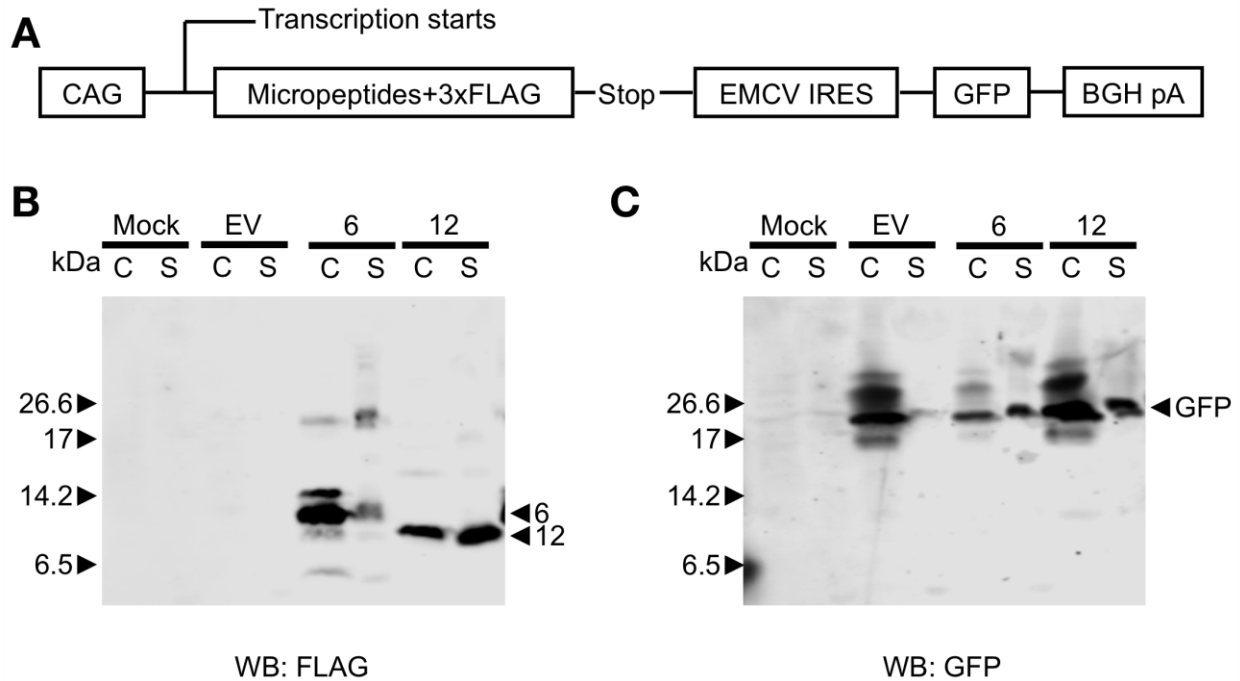 A
Transcription starts
CAG
Micropeptides+3xFLAG
Stop
EMCV IRES
GFP
BGH pA
B
Mock EV 6 12
kDa C S C S C S C S
26.6
17
14.2
6.5
6
12
WB: FLAG
C
Mock EV 6 12
kDa C S C S C S C S
26.6
17
14.2
6.5
GFP
WB: GFP